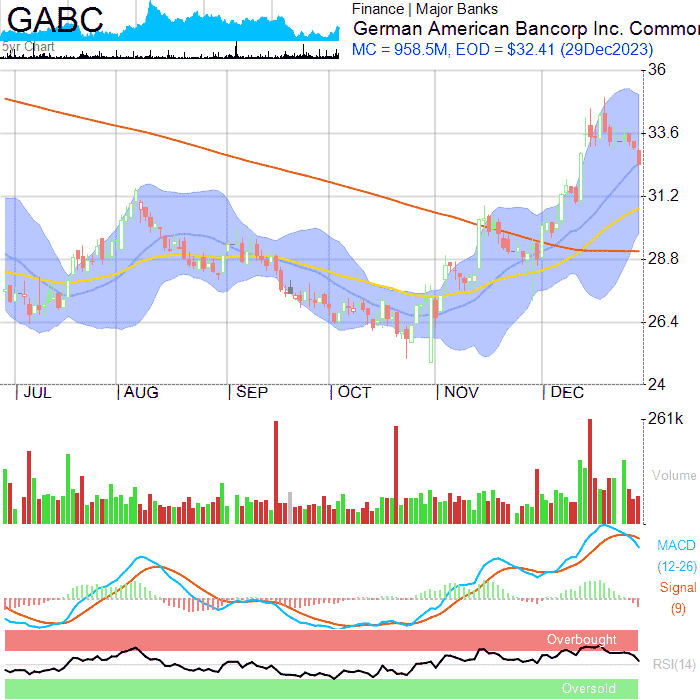 GABC
5yr Chart
Finance | Major Banks
German American Bancorp Inc. Common
MC = 958.5M, EOD = $32.41 (29Dec2023)
36
33.6
31.2
28.8
26.4
24
JUL AUG SEP OCT NOV DEC
261k
Volume
MACD
(12-26)
Signal
(9)
Overbought
RSI(14)
Oversold